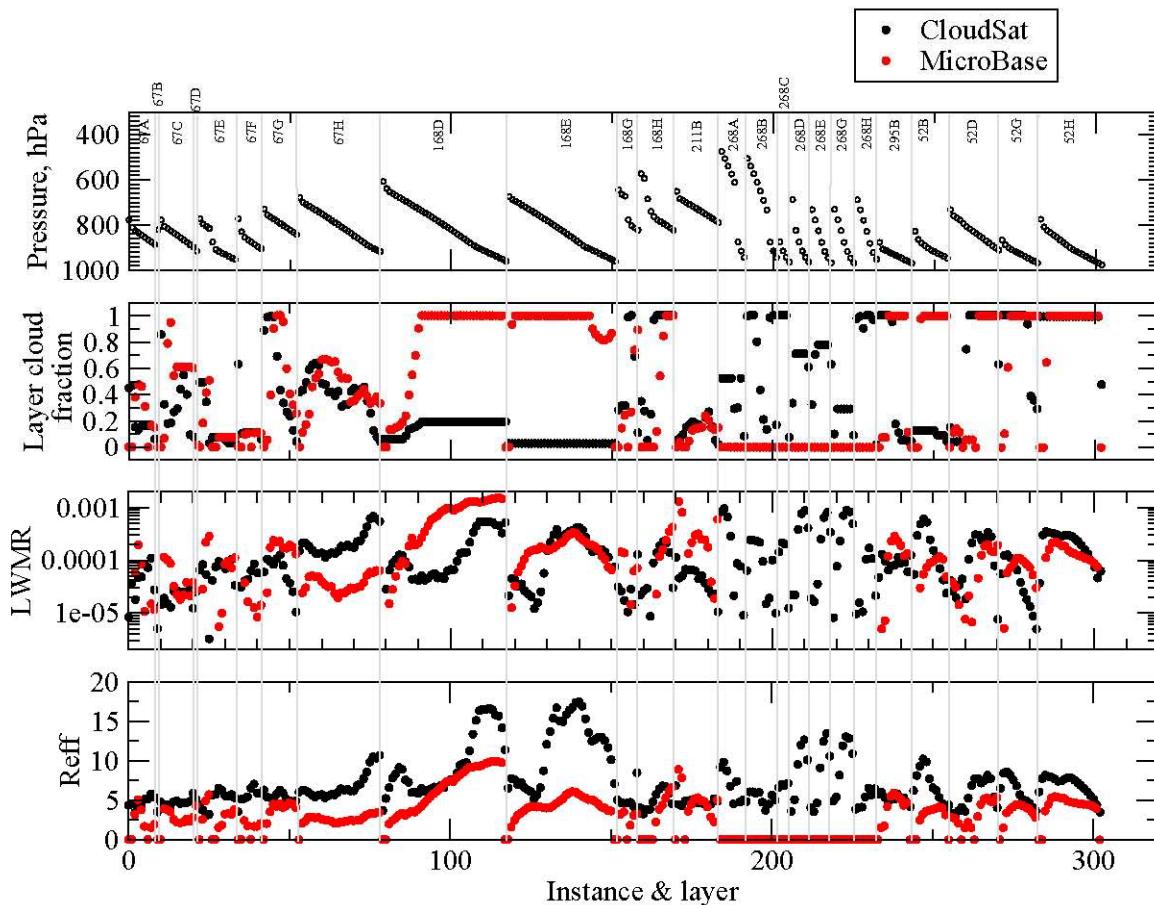 CloudSat
MicroBase
67A
67B
67C
67D
67E
67F
67G
67H
168D
168E
168G
168H
211B
268A
268B
268C
268D
268E
268G
268H
295B
52B
52D
52G
52H
Pressure, hPa
400
600
800
1000
Layer cloud
fraction
1
0.8
0.6
0.4
0.2
0
LWMR
0.001
0.0001
1e-05
Reff
20
15
10
5
0
0
100
200
300
Instance & layer